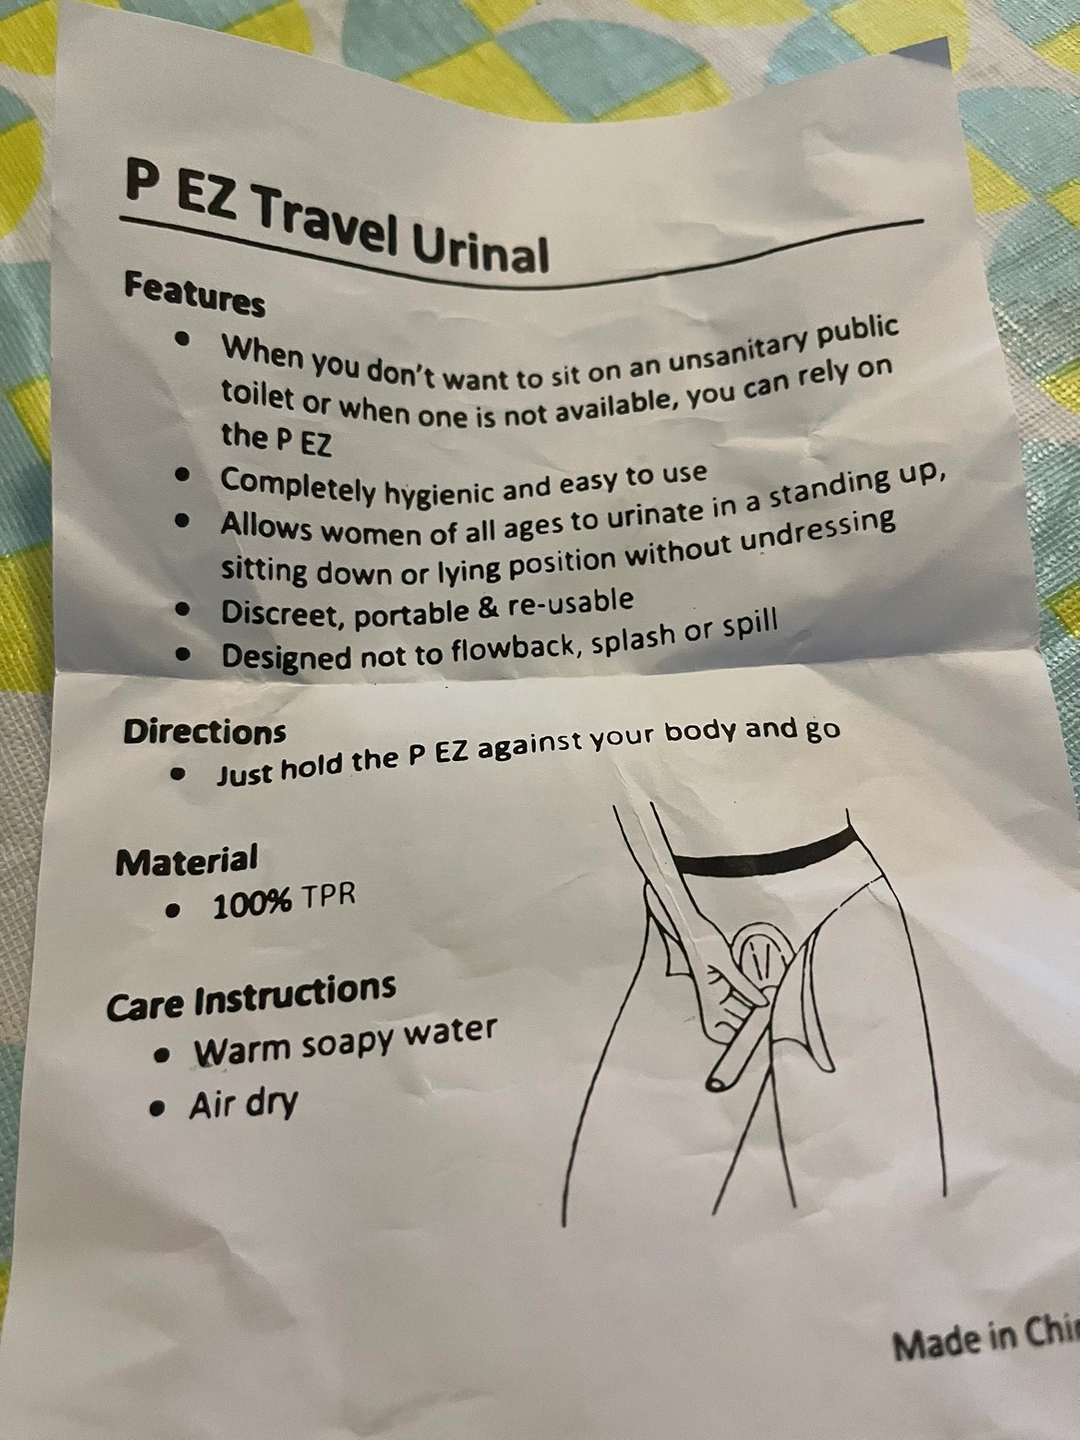 P EZ Travel Urinal
Features
• When you don't want to sit on an unsanitary public
toilet or when one is not available, you can rely on
the P EZ
• Completely hygienic and easy to use
• Allows women of all ages to urinate in a standing up,
sitting down or lying position without undressing
• Discreet, portable & re-usable
• Designed not to flowback, splash or spill
Directions
• Just hold the P EZ against your body and go
Material
• 100% TPR
Care Instructions
• Warm soapy water
• Air dry
Made in Chin